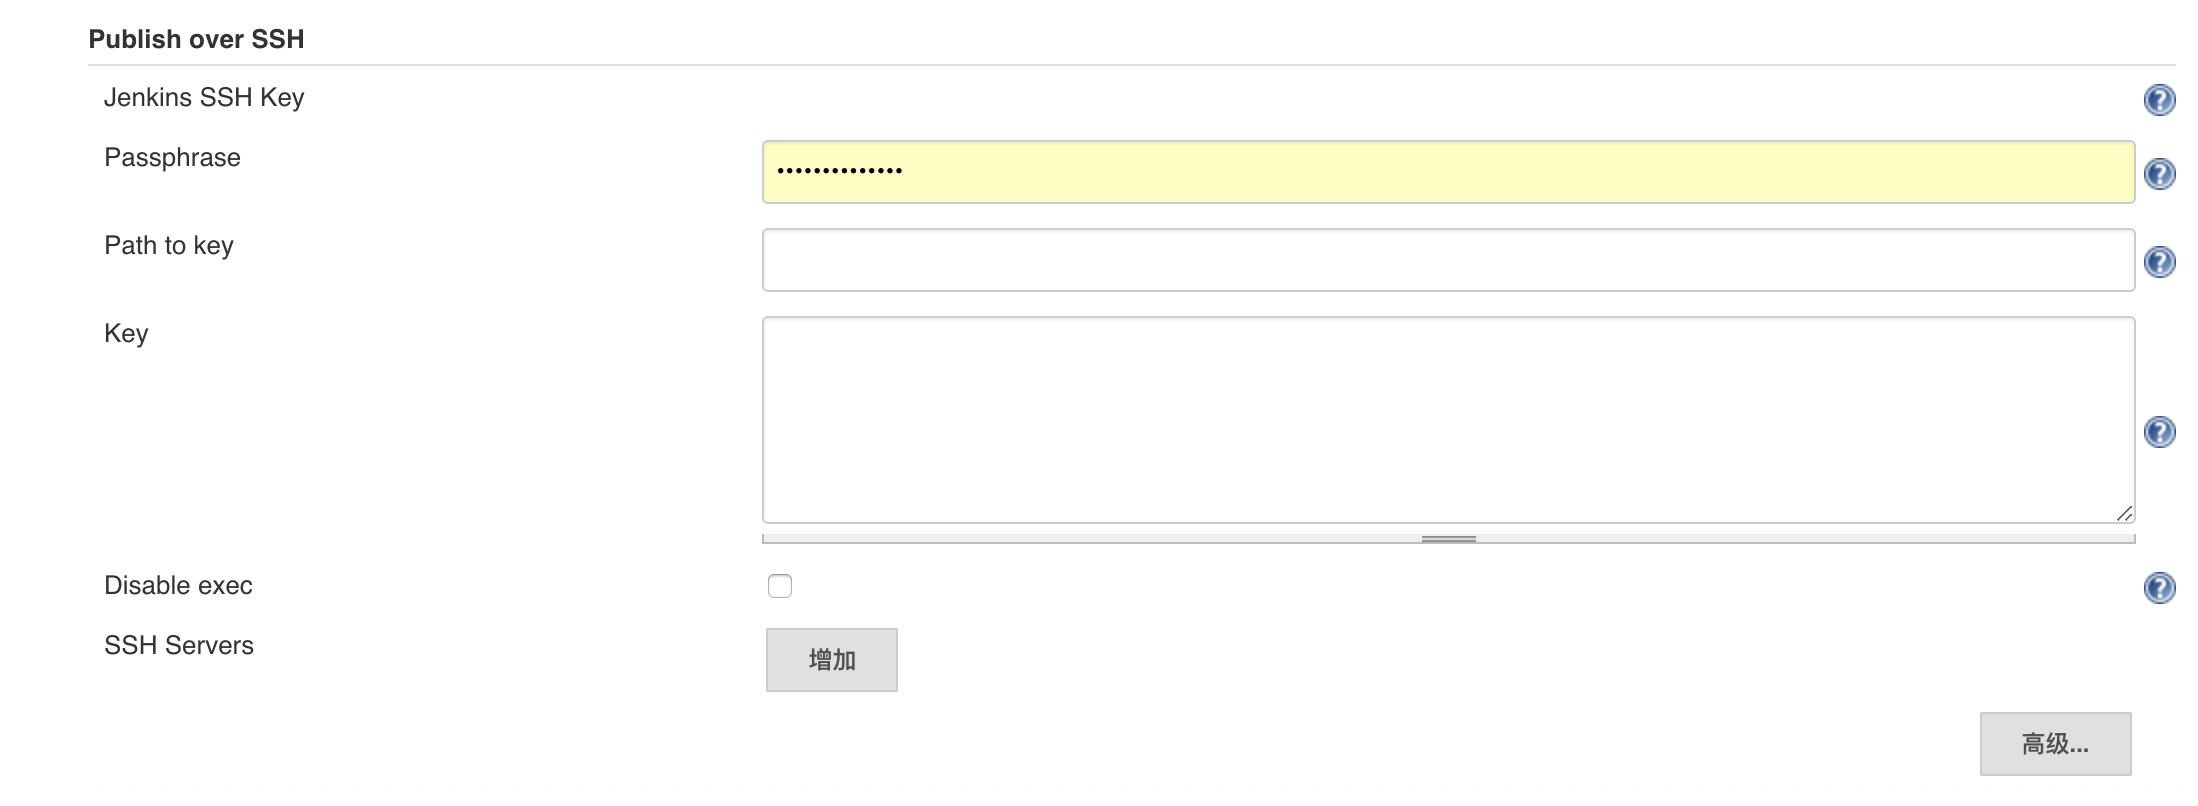 Publish over SSH
Jenkins SSH Key
Passphrase
••••••••••••••
Path to key
Key
Disable exec
SSH Servers
增加
高级...